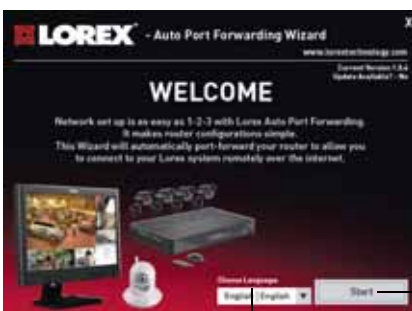 LOREX - Auto Port Forwarding Wizard
X
www.lorextechnology.com
Current Version 1.0.4
Update Available? - No
WELCOME
Network set up is as easy as 1-2-3 with Lorex Auto Port Forwarding.
It makes router configurations simple.
This Wizard will automatically port-forward your router to allow you
to connect to your Lorex system remotely over the internet.
Choose Language
English English
Start